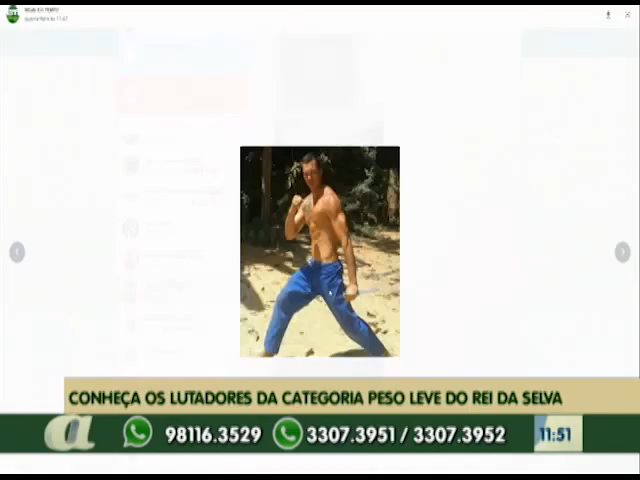 CONHEÇA OS LUTADORES DA CATEGORIA PESO LEVE DO REI DA SELVA
98116.3529 3307.3951 / 3307.3952 11:51